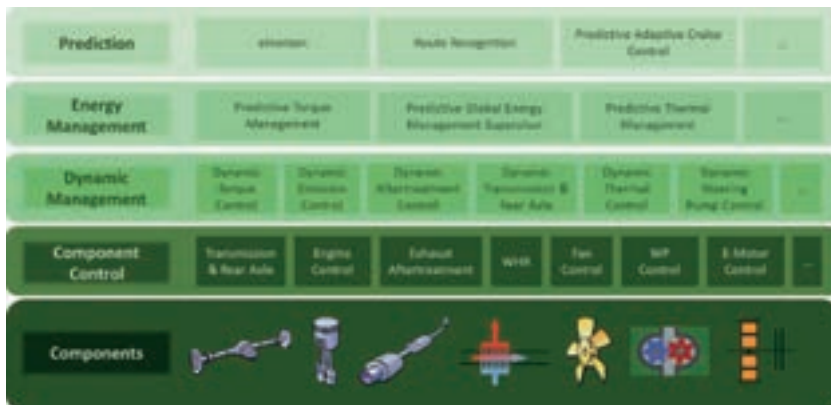 Prediction
eHorizon
Route Recognition
Predictive Adaptive Cruise
Control
...
Energy
Management
Predictive Torque
Management
Predictive Global Energy
Management Supervisor
Predictive Thermal
Management
...
Dynamic
Management
Dynamic
Torque
Control
Dynamic
Emission
Control
Dynamic
Aftertreatment
Control
Dynamic
Transmission &
Rear Axle
Dynamic
Thermal
Control
Dynamic
Steering
Pump Control
...
Component
Control
Transmission
& Rear Axle
Engine
Control
Exhaust
Aftertreatment
WHR
Fan
Control
WP
Control
E-Motor
Control
...
Components